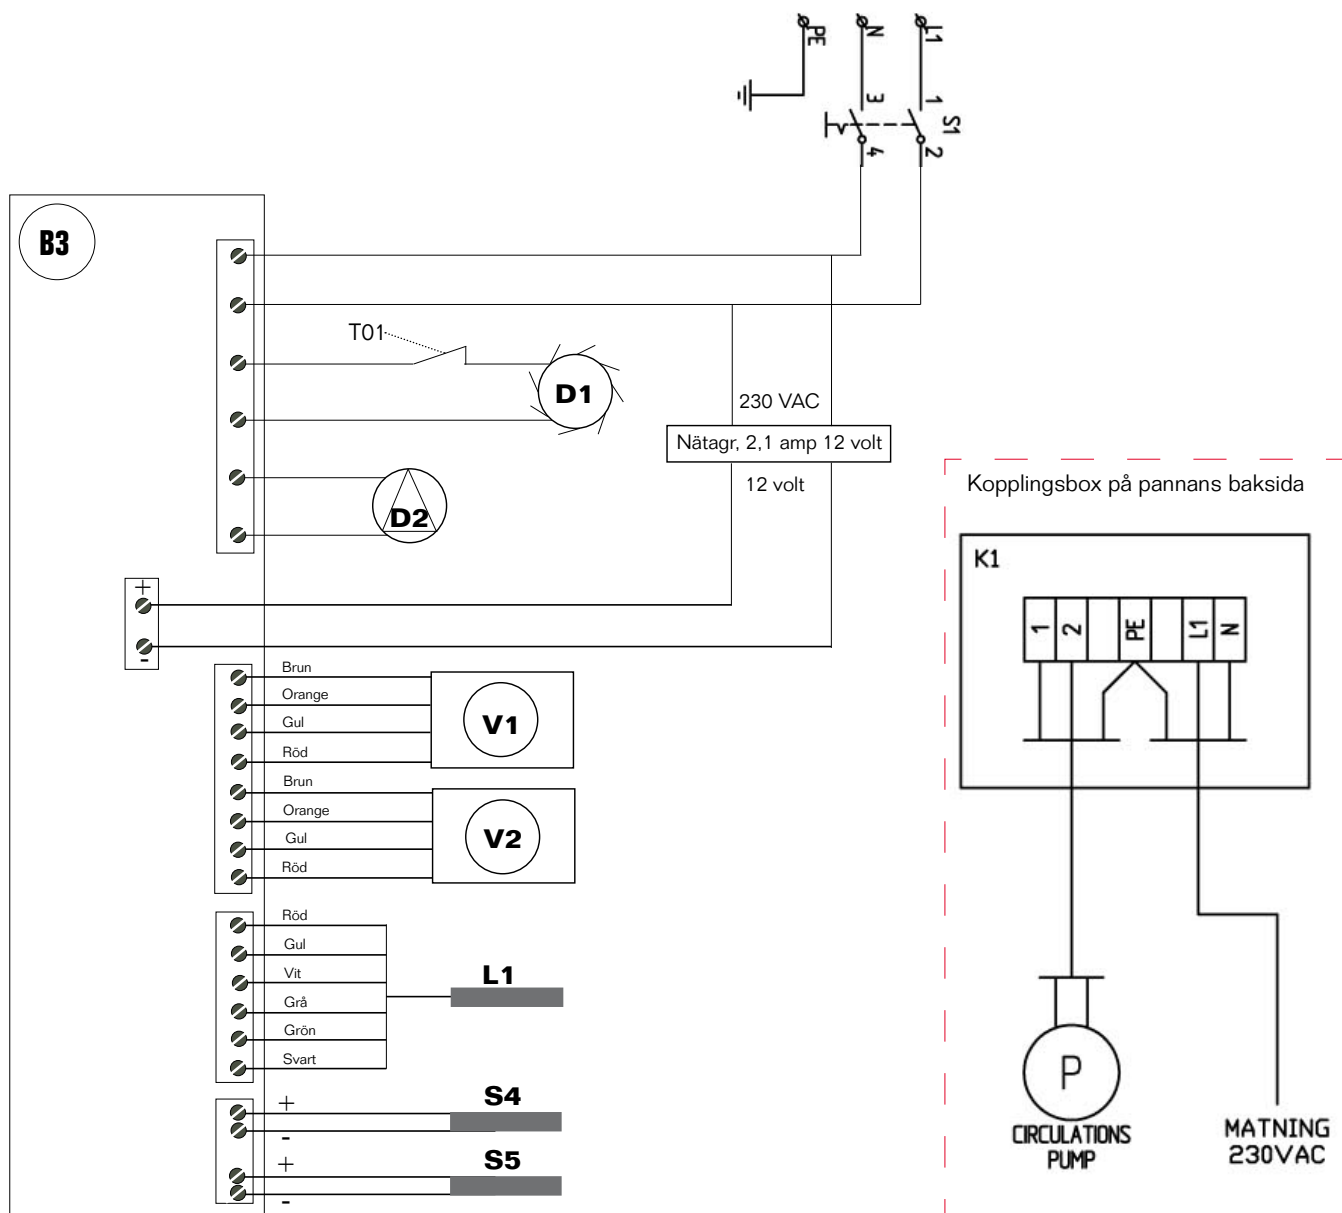 PE
N
L1
3
1
S1
4
2
B3
T01
D1
230 VAC
Nätagr, 2,1 amp 12 volt
12 volt
D2
Kopplingsbox på pannans baksida
K1
1
2
PE
L1
N
+
-
Brun
Orange
Gul
Röd
V1
Brun
Orange
Gul
Röd
V2
Röd
Gul
Vit
Grå
Grön
Svart
L1
+
-
S4
+
-
S5
P
CIRCULATIONS
PUMP
MATNING
230VAC